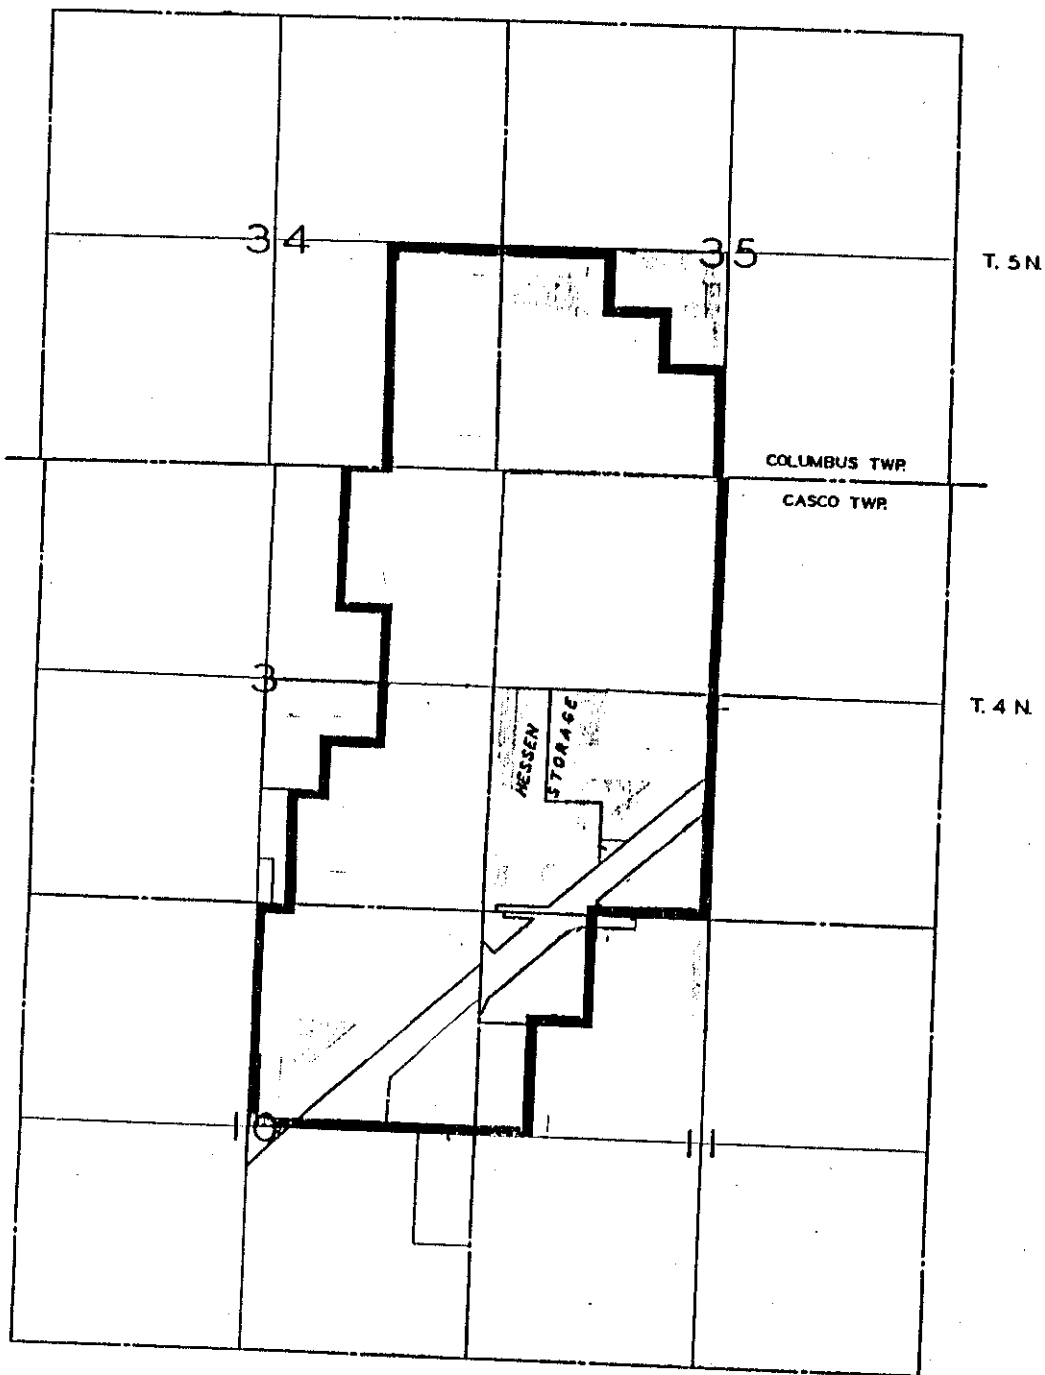 34
35
T. 5 N.
COLUMBUS TWP.
CASCO TWP.
3
T. 4 N.
HESSEN
STORAGE
10
11